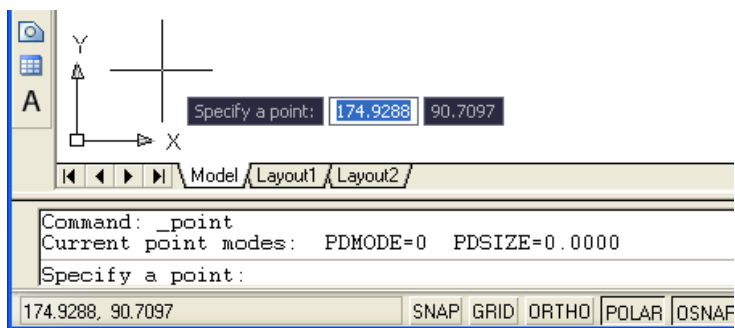 Y
A
Specify a point: 174.9288 90.7097
X
Model Layout1 Layout2
Command: _point
Current point modes: PDMODE=0 PDSIZE=0.0000
Specify a point:
174.9288, 90.7097 SNAP GRID ORTHO POLAR OSNAP